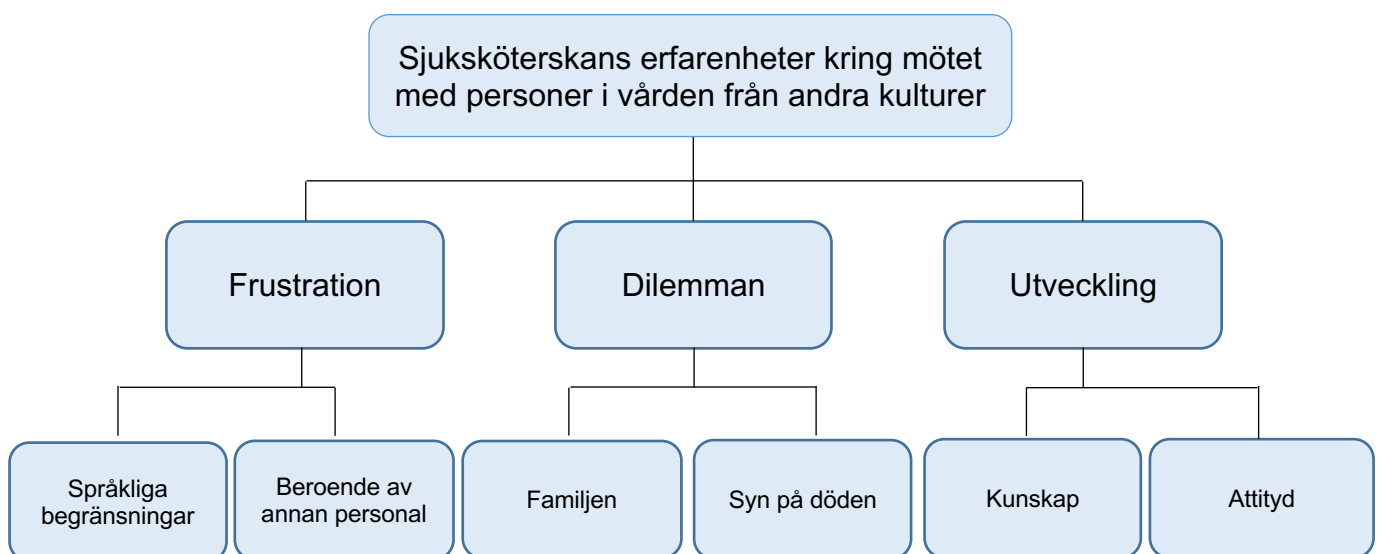 Sjuksköterskans erfarenheter kring mötet
med personer i vården från andra kulturer
Frustration
Dilemman
Utveckling
Språkliga
begränsningar
Beroende av
annan personal
Familjen
Syn på döden
Kunskap
Attityd